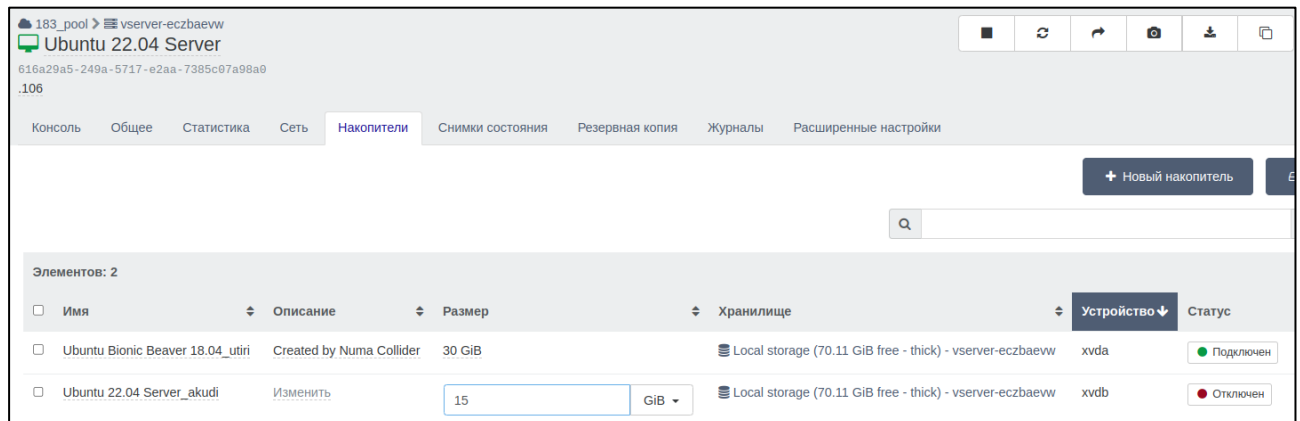 183_pool > vserver-eczbaevw
Ubuntu 22.04 Server
616a29a5-249a-5717-e2aa-7385c07a98a0
.106
Консоль Общее Статистика Сеть Накопители Снимки состояния Резервная копия Журналы Расширенные настройки
+ Новый накопитель
Элементов: 2
Имя Описание Размер Хранилище Устройство Статус
Ubuntu Bionic Beaver 18.04_utiri Created by Numa Collider 30 GiB Local storage (70.11 GiB free - thick) - vserver-eczbaevw xvda Подключен
Ubuntu 22.04 Server_akudi Изменить 15 GiB Local storage (70.11 GiB free - thick) - vserver-eczbaevw xvdb Отключен